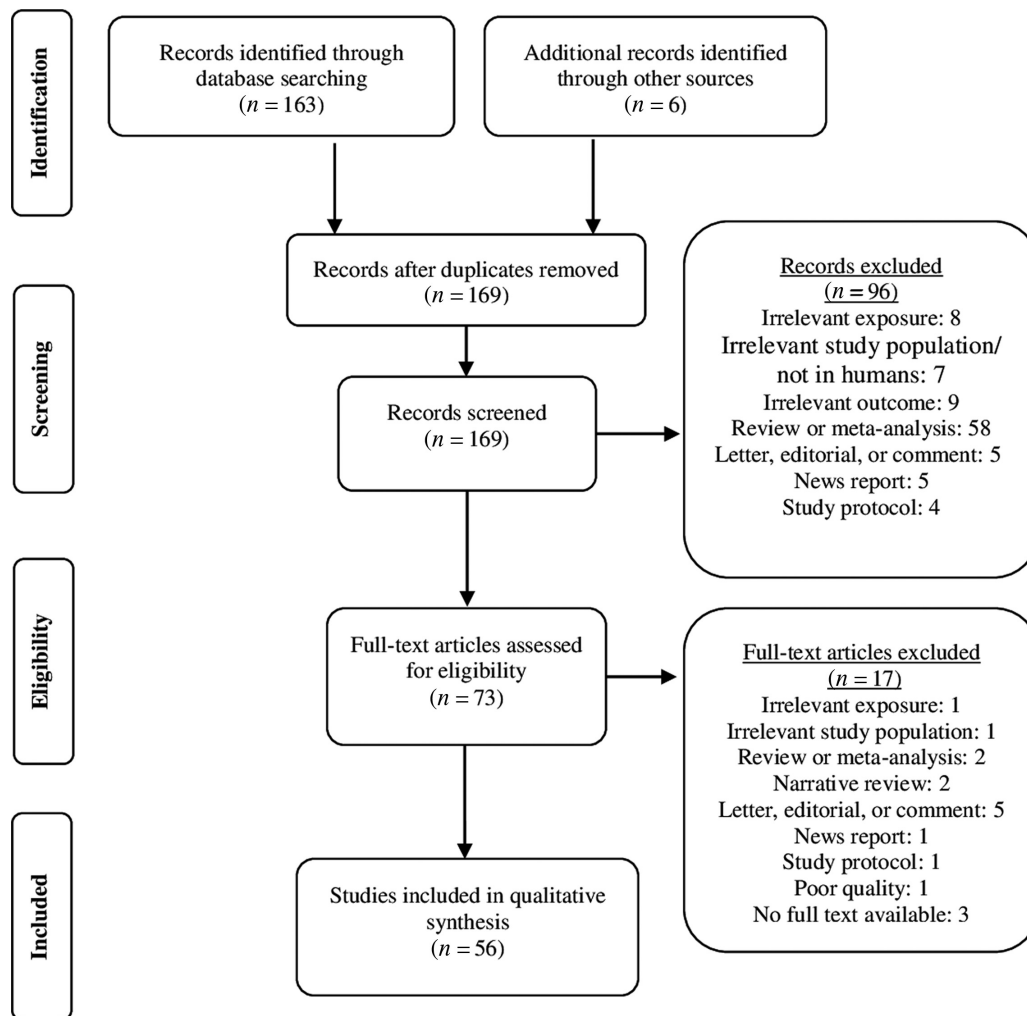 Identification
Records identified through
database searching
(n = 163)
Additional records identified
through other sources
(n = 6)
Screening
Records after duplicates removed
(n = 169)
Records screened
(n = 169)
Records excluded
(n = 96)
Irrelevant exposure: 8
Irrelevant study population/
not in humans: 7
Irrelevant outcome: 9
Review or meta-analysis: 58
Letter, editorial, or comment: 5
News report: 5
Study protocol: 4
Eligibility
Full-text articles assessed
for eligibility
(n = 73)
Full-text articles excluded
(n = 17)
Irrelevant exposure: 1
Irrelevant study population: 1
Review or meta-analysis: 2
Narrative review: 2
Letter, editorial, or comment: 5
News report: 1
Study protocol: 1
Poor quality: 1
No full text available: 3
Included
Studies included in qualitative
synthesis
(n = 56)